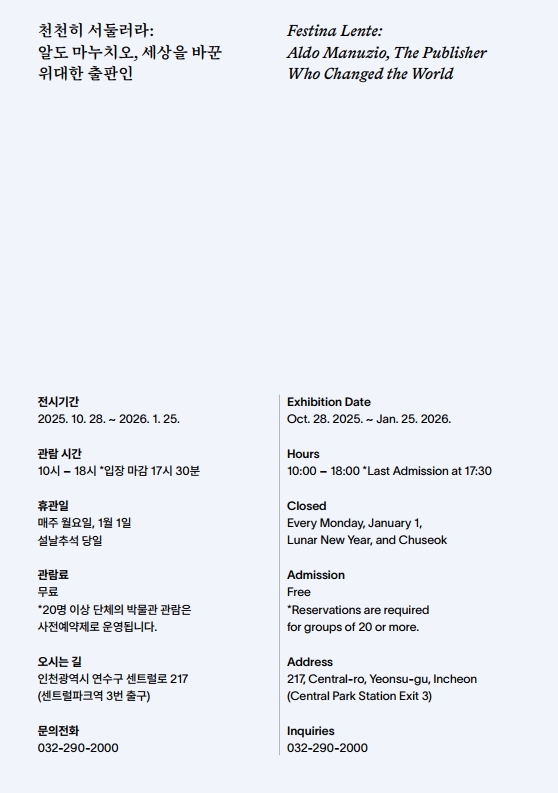 천천히 서둘러라:
알도 마누치오, 세상을 바꾼
위대한 출판인
Festina Lente:
Aldo Manuzio, The Publisher
Who Changed the World
전시기간
2025. 10. 28. ~ 2026. 1. 25.
관람 시간
10시 – 18시 *입장 마감 17시 30분
휴관일
매주 월요일, 1월 1일
설날추석 당일
관람료
무료
*20명 이상 단체의 박물관 관람은
사전예약제로 운영됩니다.
오시는 길
인천광역시 연수구 센트럴로 217
(센트럴파크역 3번 출구)
문의전화
032-290-2000
Exhibition Date
Oct. 28. 2025. ~ Jan. 25. 2026.
Hours
10:00 – 18:00 *Last Admission at 17:30
Closed
Every Monday, January 1,
Lunar New Year, and Chuseok
Admission
Free
*Reservations are required
for groups of 20 or more.
Address
217, Central-ro, Yeonsu-gu, Incheon
(Central Park Station Exit 3)
Inquiries
032-290-2000